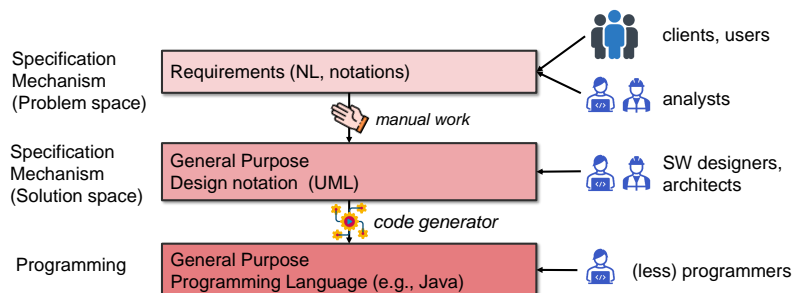 clients, users
Specification
Mechanism
(Problem space)
Requirements (NL, notations)
analysts
manual work
Specification
Mechanism
(Solution space)
General Purpose
Design notation (UML)
SW designers,
architects
code generator
Programming
General Purpose
Programming Language (e.g., Java)
(less) programmers